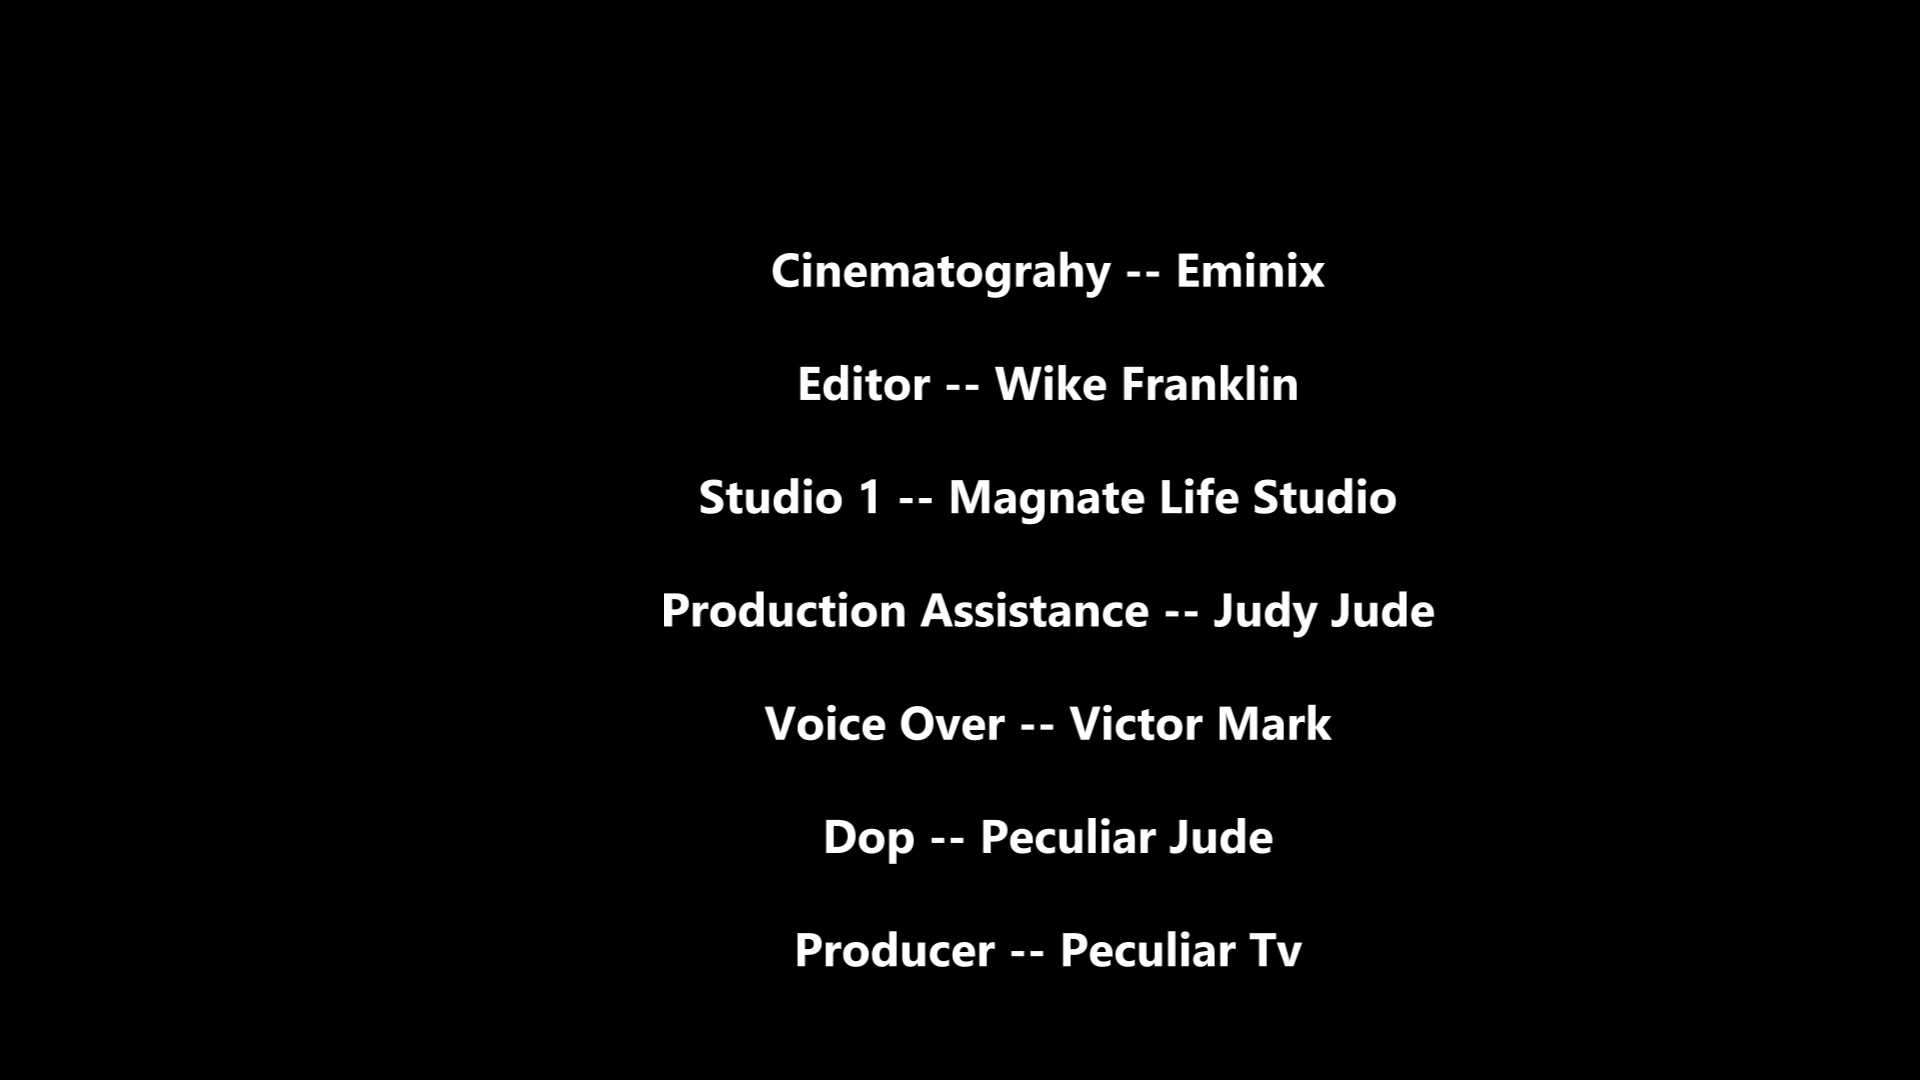 Cinematograhy -- Eminix
Editor -- Wike Franklin
Studio 1 -- Magnate Life Studio
Production Assistance -- Judy Jude
Voice Over -- Victor Mark
Dop -- Peculiar Jude
Producer -- Peculiar Tv